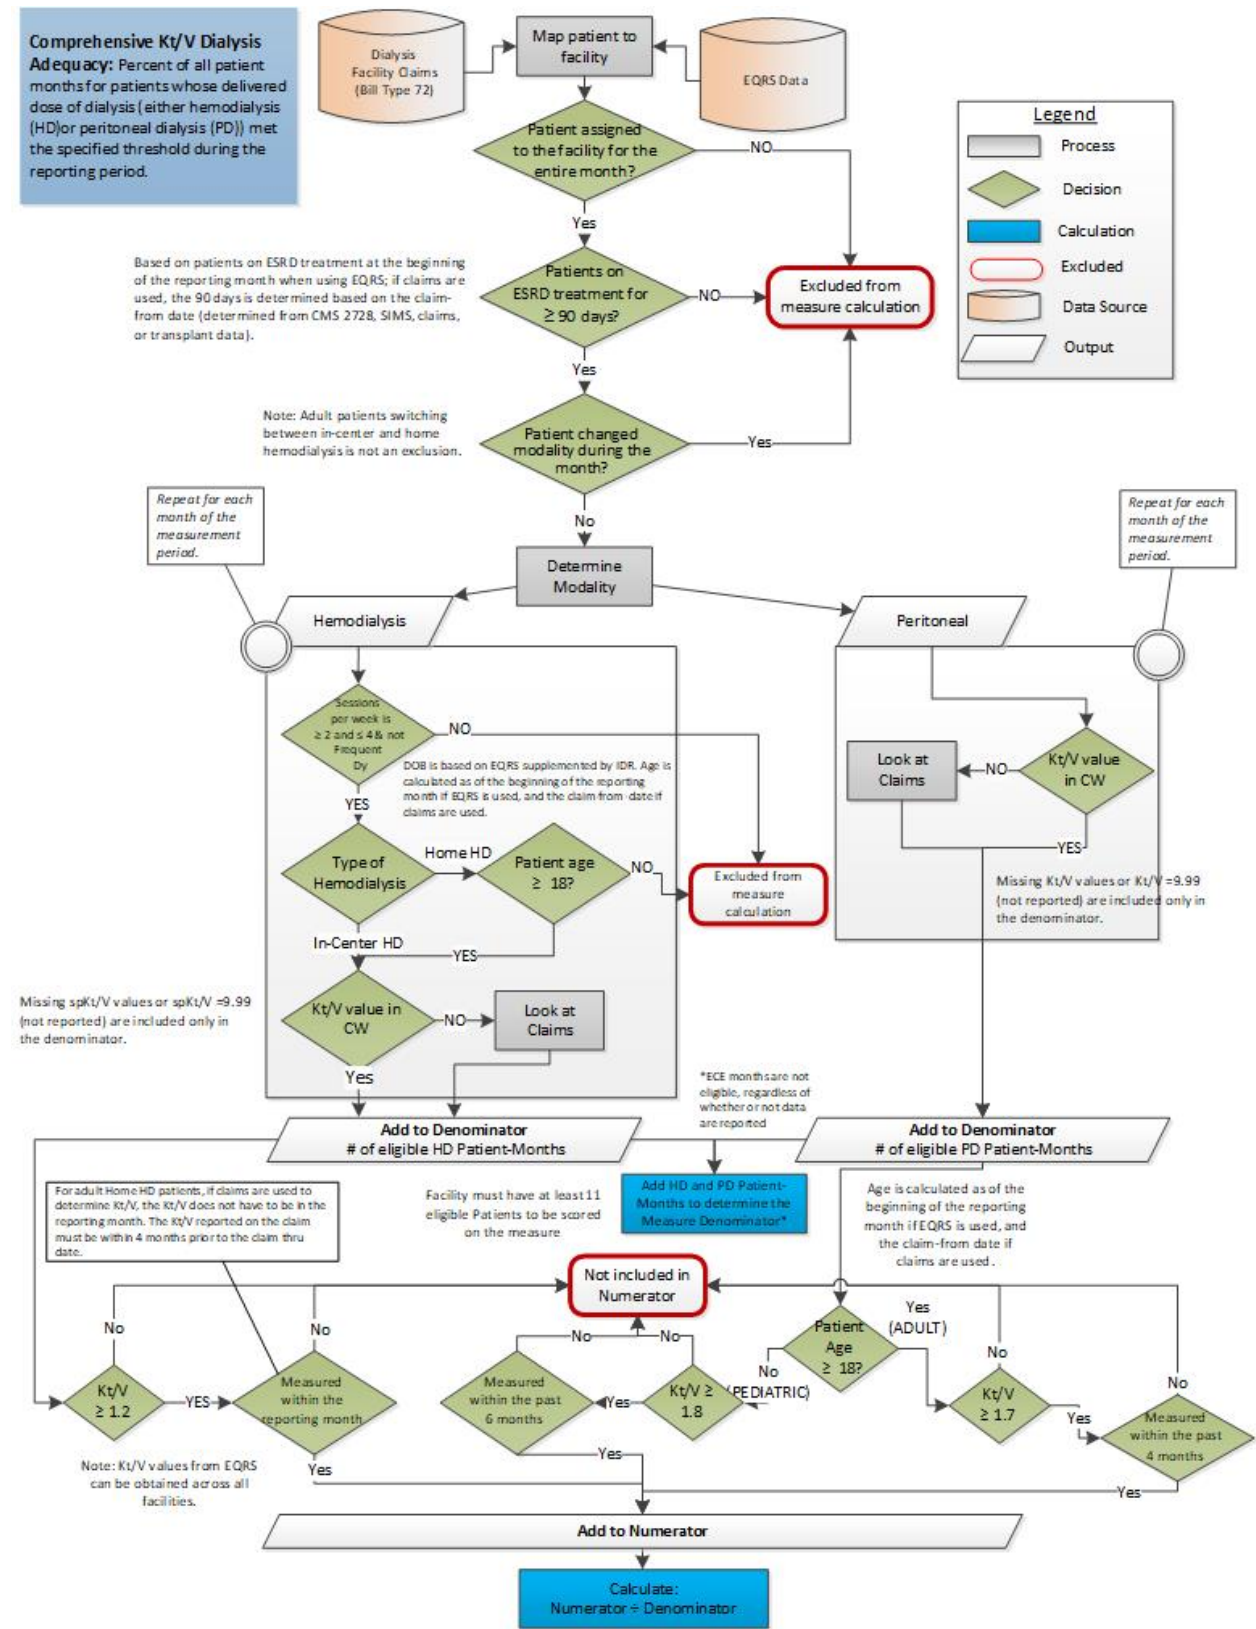 Comprehensive Kt/V Dialysis
Adequacy: Percent of all patient
months for patients whose delivered
dose of dialysis (either hemodialysis
(HD)or peritoneal dialysis (PD)) met
the specified threshold during the
reporting period.
Dialysis
Facility Claims
(Bill Type 72)
Map patient to
facility
EQRS Data
Legend
Process
Decision
Calculation
Excluded
Data Source
Output
Patient assigned
to the facility for the
entire month?
NO
Yes
Based on patients on ESRD treatment at the beginning
of the reporting month when using EQRS; if claims are
used, the 90 days is determined based on the claim-
from date (determined from CMS 2728, SIMS, claims,
or transplant data).
Patients on
ESRD treatment for
≥ 90 days?
NO
Excluded from
measure calculation
Yes
Note: Adult patients switching
between in-center and home
hemodialysis is not an exclusion.
Patient changed
modality during the
month?
Yes
No
Repeat for each
month of the
measurement
period.
Repeat for each
month of the
measurement
period.
Determine
Modality
Hemodialysis
Peritoneal
Sessions
per week is
≥ 2 and ≤ 4 & not
Frequent
Dy
NO
DOB is based on EQRS supplemented by IDR. Age is
calculated as of the beginning of the reporting
month if EQRS is used, and the claim-from-date if
claims are used.
YES
Type of
Hemodialysis
Home HD
Patient age
≥ 18?
NO
Excluded from
measure
calculation
In-Center HD
YES
Kt/V value in
CW
NO
Look at
Claims
Yes
Missing spKt/V values or spKt/V =9.99
(not reported) are included only in
the denominator.
Look at
Claims
NO
Kt/V value
in CW
YES
Missing Kt/V values or Kt/V =9.99
(not reported) are included only in
the denominator.
*ECE months are not
eligible, regardless of
whether or not data
are reported
Add to Denominator
# of eligible HD Patient-Months
Add to Denominator
# of eligible PD Patient-Months
For adult Home HD patients, if claims are used to
determine Kt/V, the Kt/V does not have to be in the
reporting month. The Kt/V reported on the claim
must be within 4 months prior to the claim thru
date.
Facility must have at least 11
eligible Patients to be scored
on the measure
Add HD and PD Patient-
Months to determine the
Measure Denominator*
Age is calculated as of the
beginning of the reporting
month if EQRS is used, and
the claim-from date if
claims are used.
Not included in
Numerator
No
No
No
No
Patient
Age
≥ 18?
Yes
(ADULT)
No
(PEDIATRIC)
No
No
Kt/V
≥ 1.2
YES
Measured
within the
reporting month
Measured
within the past
6 months
Yes
Kt/V ≥
1.8
Kt/V
≥ 1.7
Yes
Measured
within the past
4 months
Note: Kt/V values from EQRS
can be obtained across all
facilities.
Yes
Yes
Yes
Add to Numerator
Calculate:
Numerator ÷ Denominator